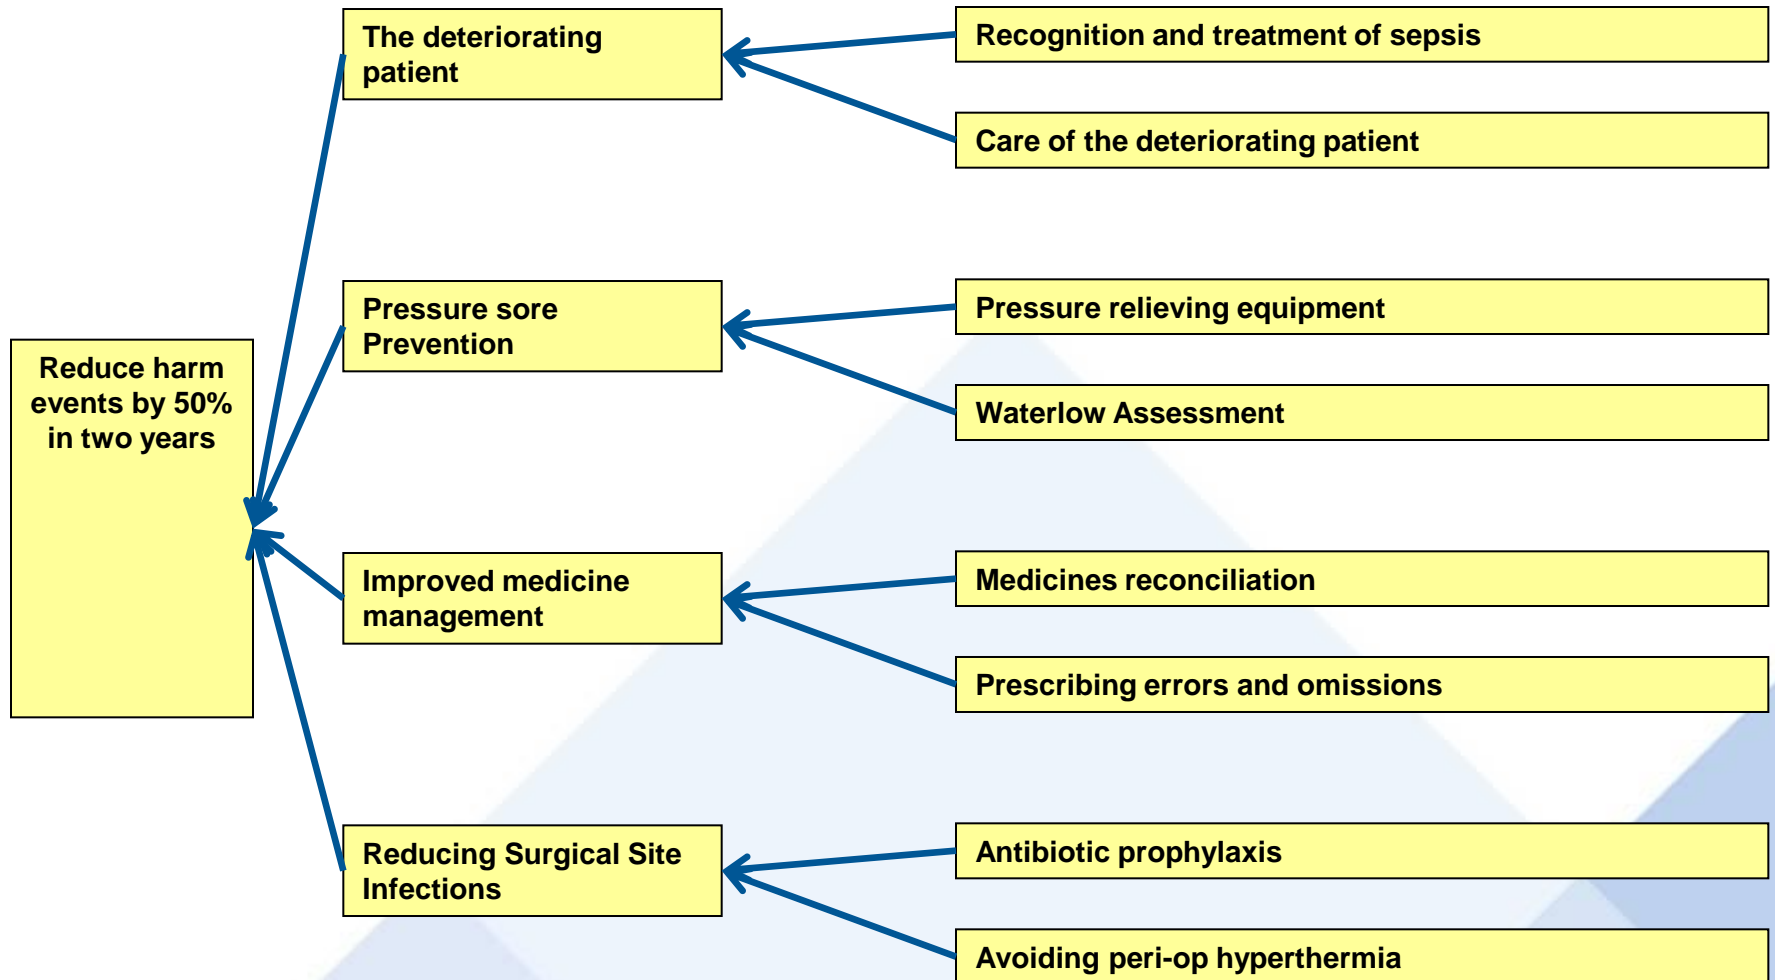 The deteriorating
patient
Recognition and treatment of sepsis
Care of the deteriorating patient
Pressure sore
Prevention
Pressure relieving equipment
Waterlow Assessment
Reduce harm
events by 50%
in two years
Improved medicine
management
Medicines reconciliation
Prescribing errors and omissions
Reducing Surgical Site
Infections
Antibiotic prophylaxis
Avoiding peri-op hyperthermia